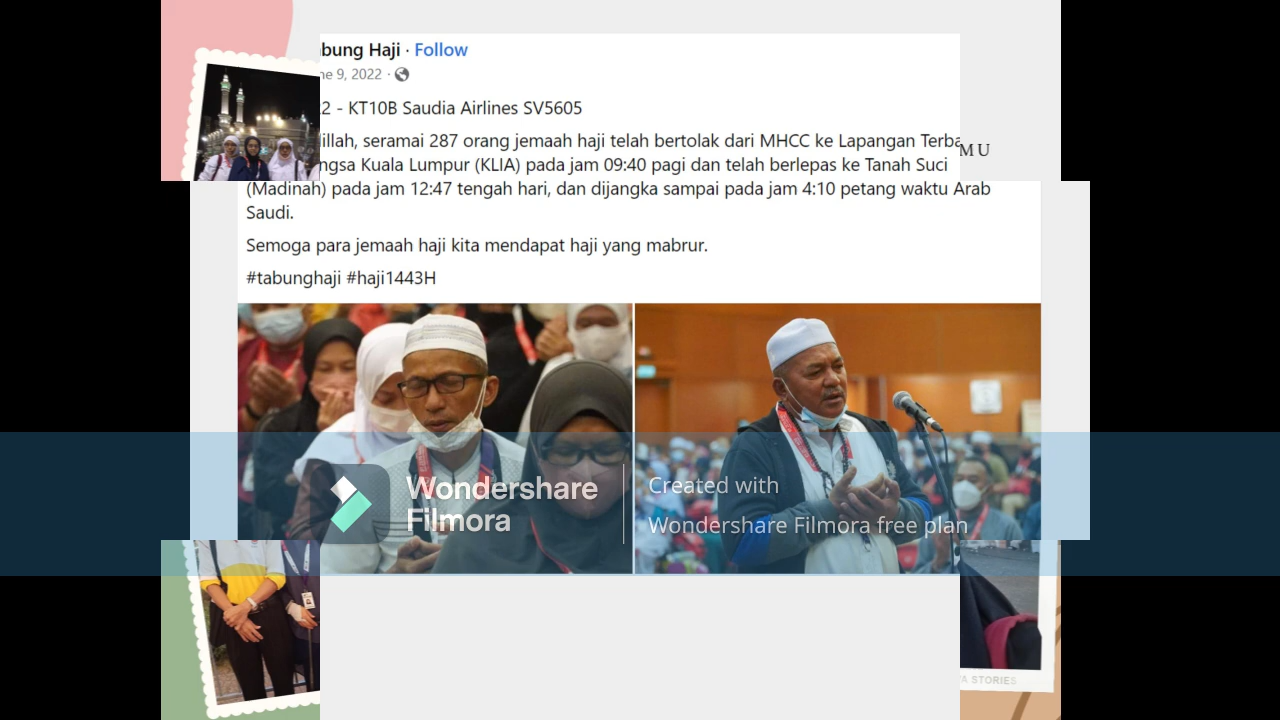 bung Haji · Follow
ne 9, 2022 ·
2 - KT10B Saudia Airlines SV5605
illah, seramai 287 orang jemaah haji telah bertolak dari MHCC ke Lapangan Terba
MU
ngsa Kuala Lumpur (KLIA) pada jam 09:40 pagi dan telah berlepas ke Tanah Suci
(Madinah) pada jam 12:47 tengah hari, dan dijangka sampai pada jam 4:10 petang waktu Arab
Saudi.
Semoga para jemaah haji kita mendapat haji yang mabrur.
#tabunghaji #haji1443H
Wondershare
Filmora
Created with
Wondershare Filmora free plan
A STORIES